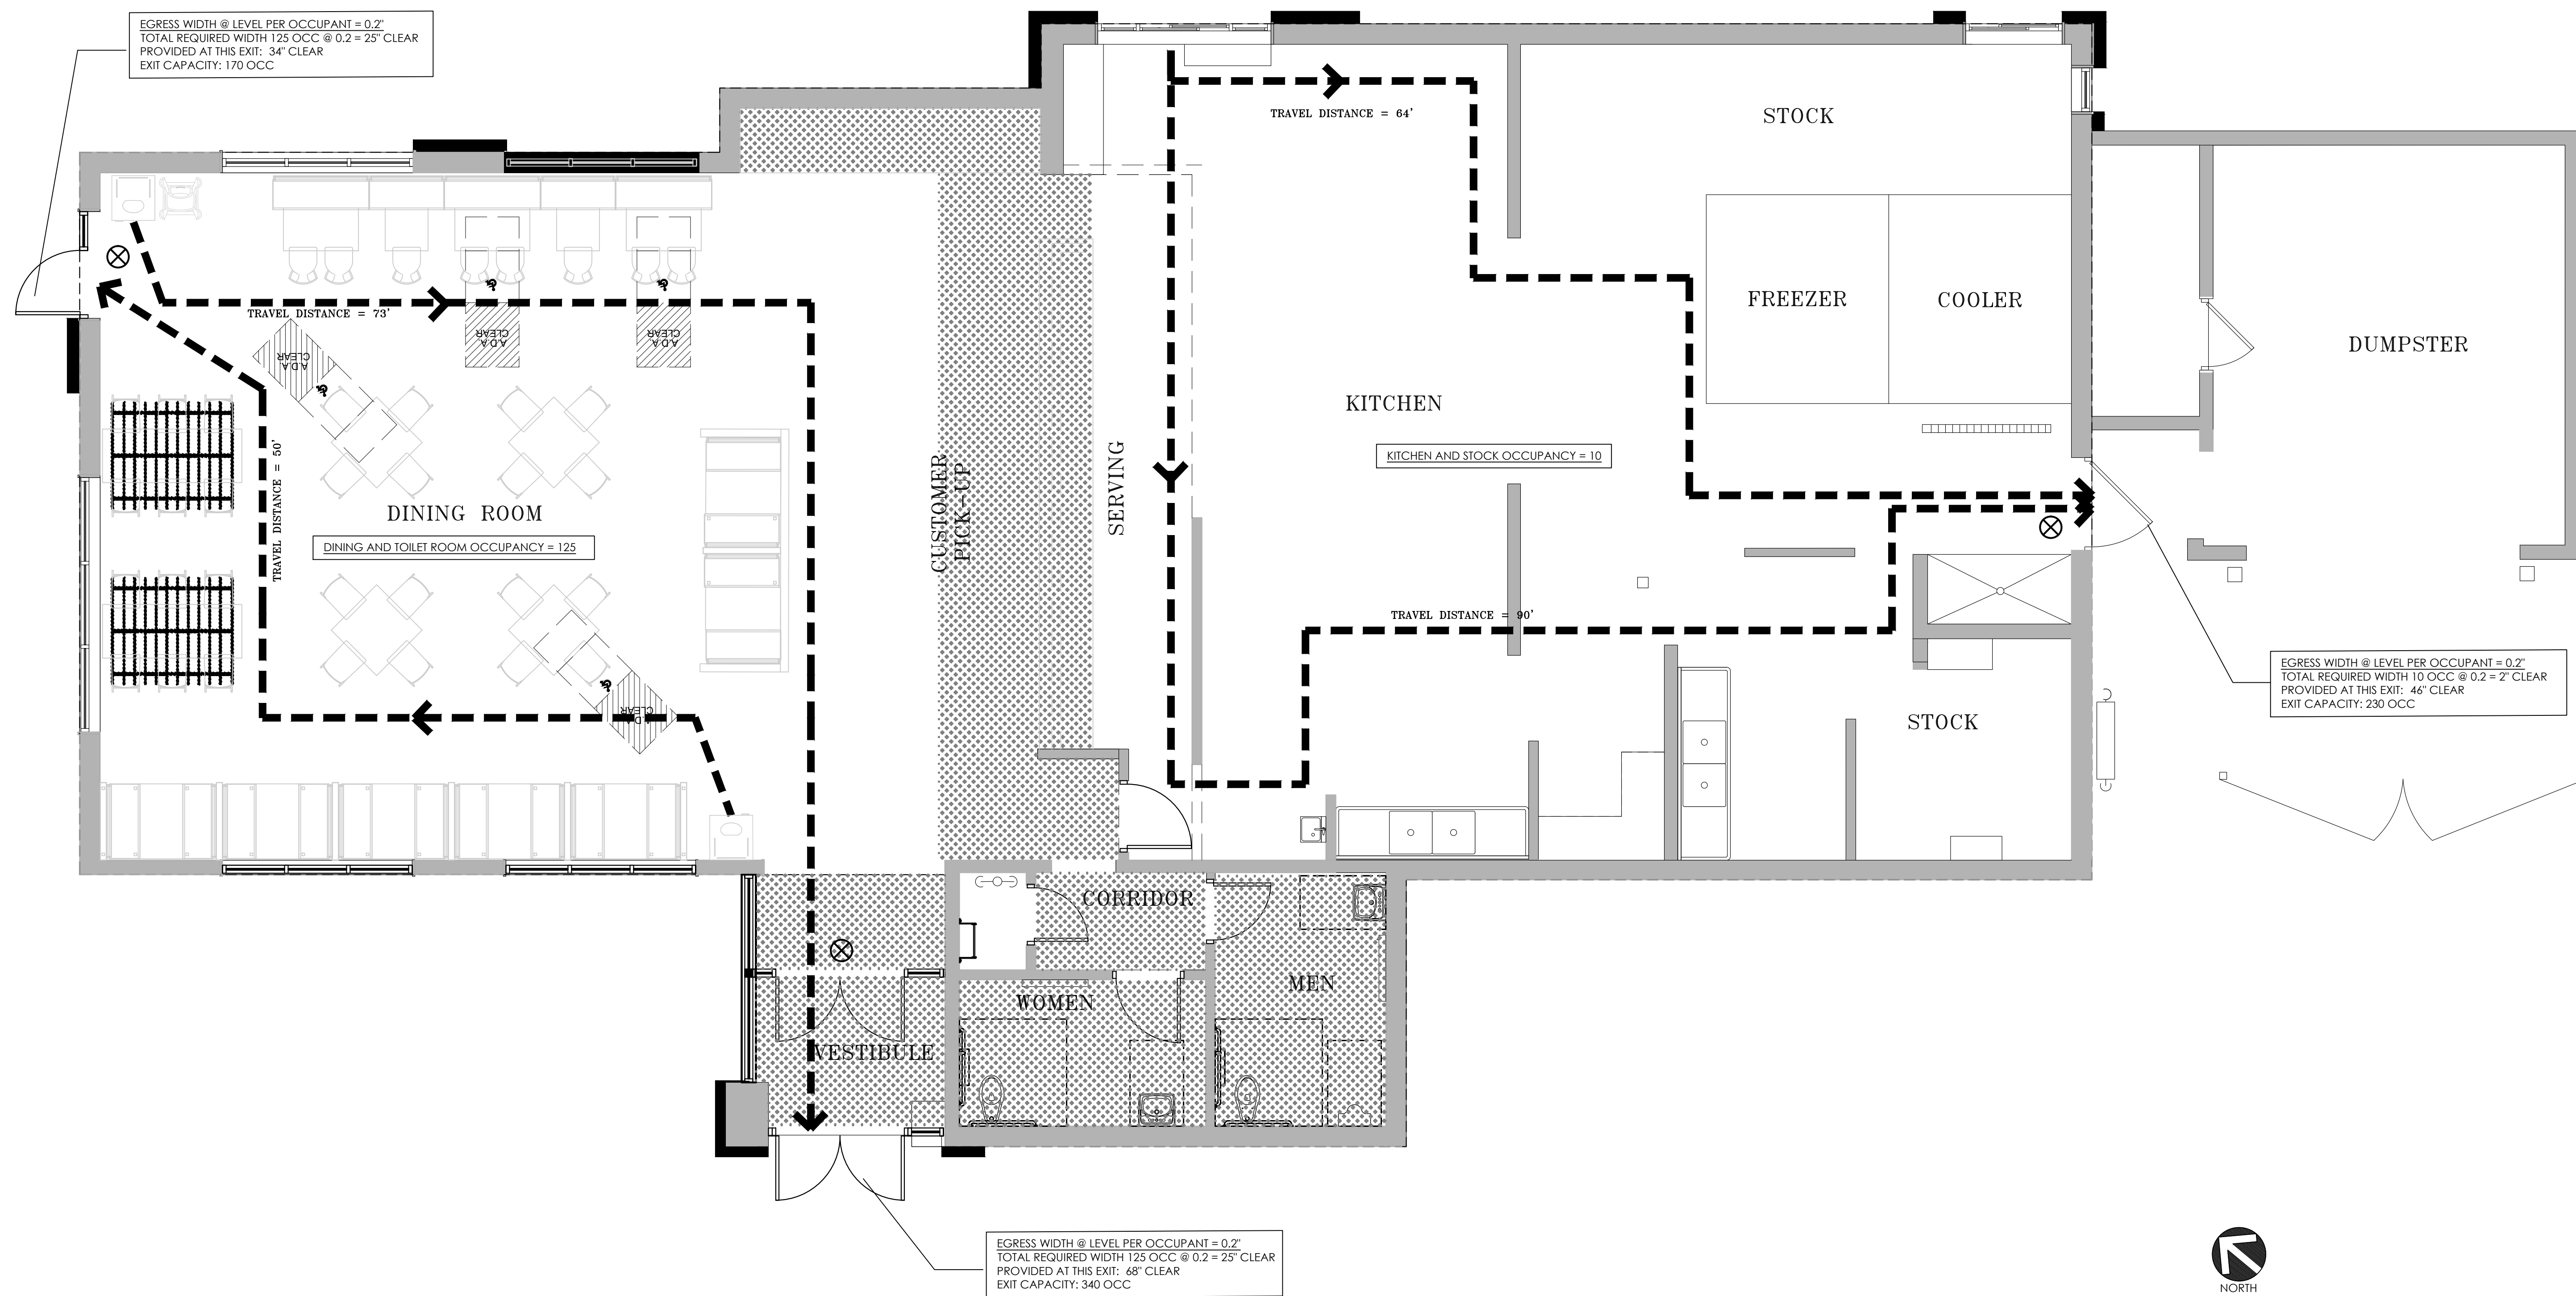 EGRESS WIDTH @ LEVEL PER OCCUPANT = 0.2"
TOTAL REQUIRED WIDTH 125 OCC @ 0.2 = 25" CLEAR
PROVIDED AT THIS EXIT: 34" CLEAR
EXIT CAPACITY: 170 OCC
TRAVEL DISTANCE = 64'
STOCK
FREEZER
COOLER
DUMPSTER
TRAVEL DISTANCE = 73'
A.D.A.
CLEAR
A.D.A.
CLEAR
A.D.A.
CLEAR
KITCHEN
KITCHEN AND STOCK OCCUPANCY = 10
TRAVEL DISTANCE = 50'
DINING ROOM
DINING AND TOILET ROOM OCCUPANCY = 125
CUSTOMER
PICK-UP
SERVING
TRAVEL DISTANCE = 90'
A.D.A.
CLEAR
STOCK
EGRESS WIDTH @ LEVEL PER OCCUPANT = 0.2"
TOTAL REQUIRED WIDTH 10 OCC @ 0.2 = 2" CLEAR
PROVIDED AT THIS EXIT: 46" CLEAR
EXIT CAPACITY: 230 OCC
CORRIDOR
MEN
WOMEN
VESTIBULE
EGRESS WIDTH @ LEVEL PER OCCUPANT = 0.2"
TOTAL REQUIRED WIDTH 125 OCC @ 0.2 = 25" CLEAR
PROVIDED AT THIS EXIT: 68" CLEAR
EXIT CAPACITY: 340 OCC
NORTH